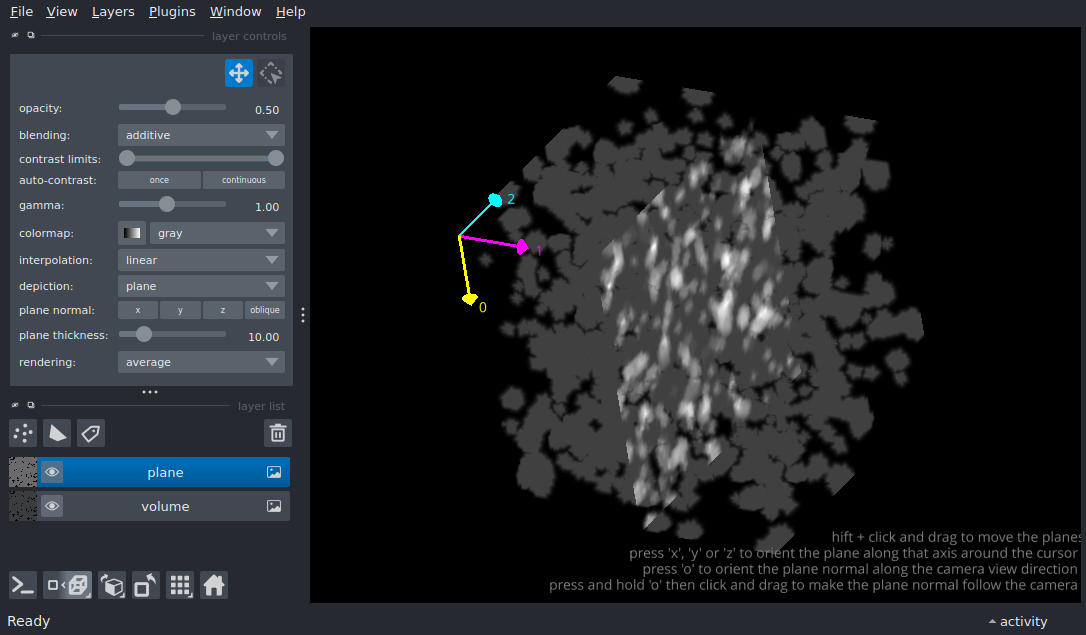 File View Layers Plugins Window Help
layer controls
opacity: 0.50
blending: additive
contrast limits:
auto-contrast: once continuous
gamma: 1.00
colormap: gray
interpolation: linear
depiction: plane
plane normal: x y z oblique
plane thickness: 10.00
rendering: average
layer list
plane
volume
2
1
0
hift + click and drag to move the planes
press 'x', 'y' or 'z' to orient the plane along that axis around the cursor
press 'o' to orient the plane normal along the camera view direction
press and hold 'o' then click and drag to make the plane normal follow the camera
Ready activity